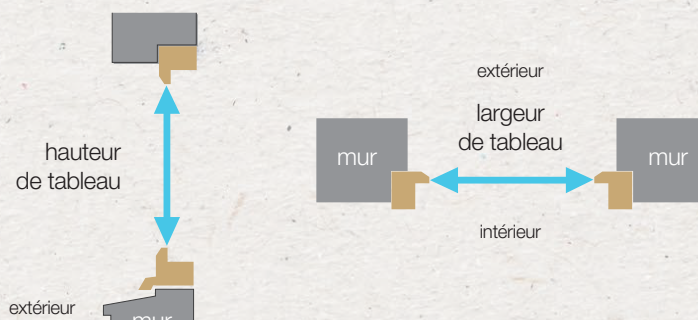 hauteur
de tableau
extérieur
mur
extérieur
largeur
de tableau
mur
mur
intérieur